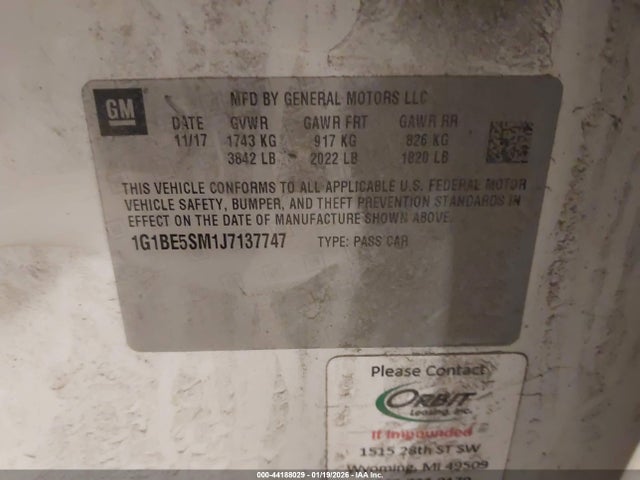 GM
MFD BY GENERAL MOTORS LLC
DATE GVWR GAWR FRT GAWR RR
11/17 1743 KG 917 KG 826 KG
3842 LB 2022 LB 1820 LB
THIS VEHICLE CONFORMS TO ALL APPLICABLE U.S. FEDERAL MOTOR
VEHICLE SAFETY, BUMPER, AND THEFT PREVENTION STANDARDS IN
EFFECT ON THE DATE OF MANUFACTURE SHOWN ABOVE.
1G1BE5SM1J7137747 TYPE: PASS CAR
Please Contact
ORBIT
Leasing, Inc.
If Impounded
1515 28th ST SW
Wyoming, MI 49509
000-44188029 | 01/19/2026 - Copyright © IAA Inc.